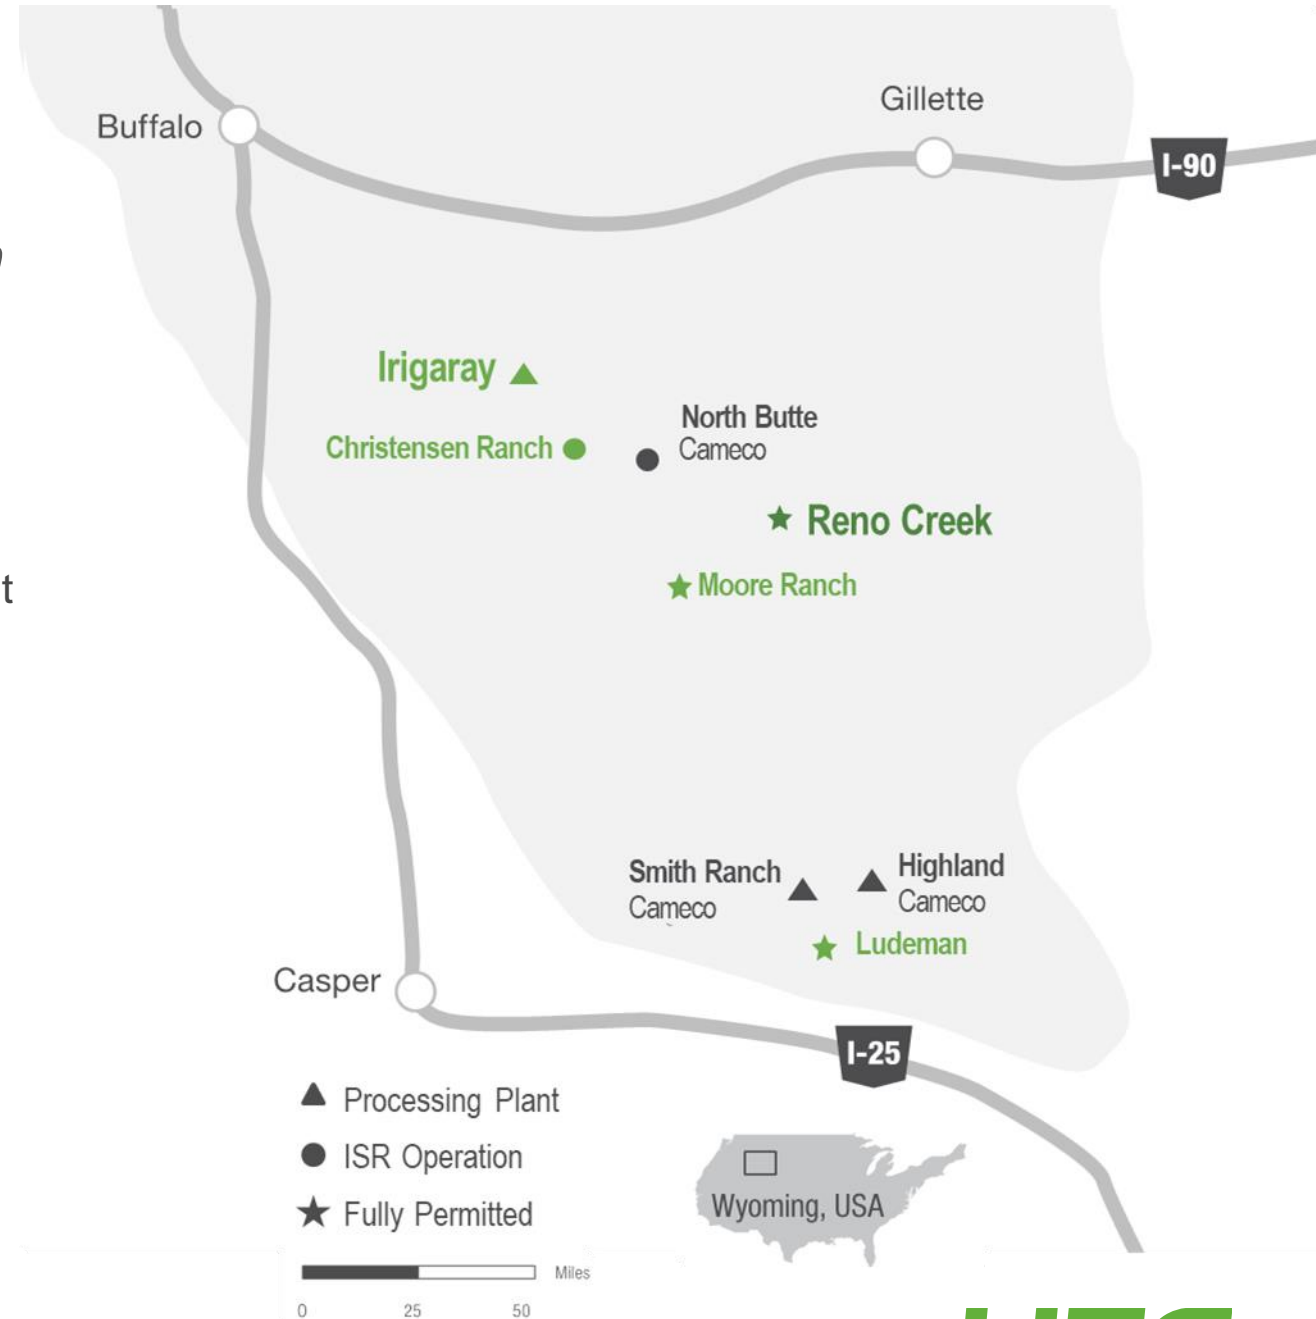 Gillette
Buffalo
I-90
Irigaray
North Butte
Christensen Ranch
Cameco
Reno Creek
t
Moore Ranch
Smith Ranch
Cameco
Highland
Cameco
Ludeman
Casper
I-25
Processing Plant
ISR Operation
Fully Permitted
Wyoming, USA
Miles
0 25 50